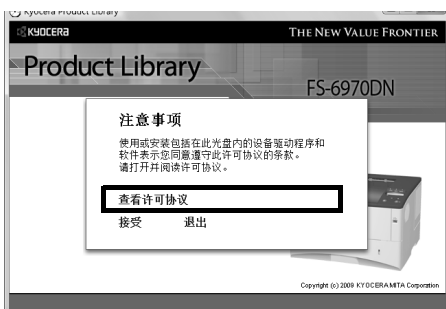 Kyocera Product Library
KYOCERA
THE NEW VALUE FRONTIER
Product Library
FS-6970DN
注意事项
使用或安装包括在此光盘内的设备驱动程序和
软件表示您同意遵守此许可协议的条款。
请打开并阅读许可协议。
查看许可协议
接受 退出
Copyright (c) 2009 KYOCERA MITA Corporation